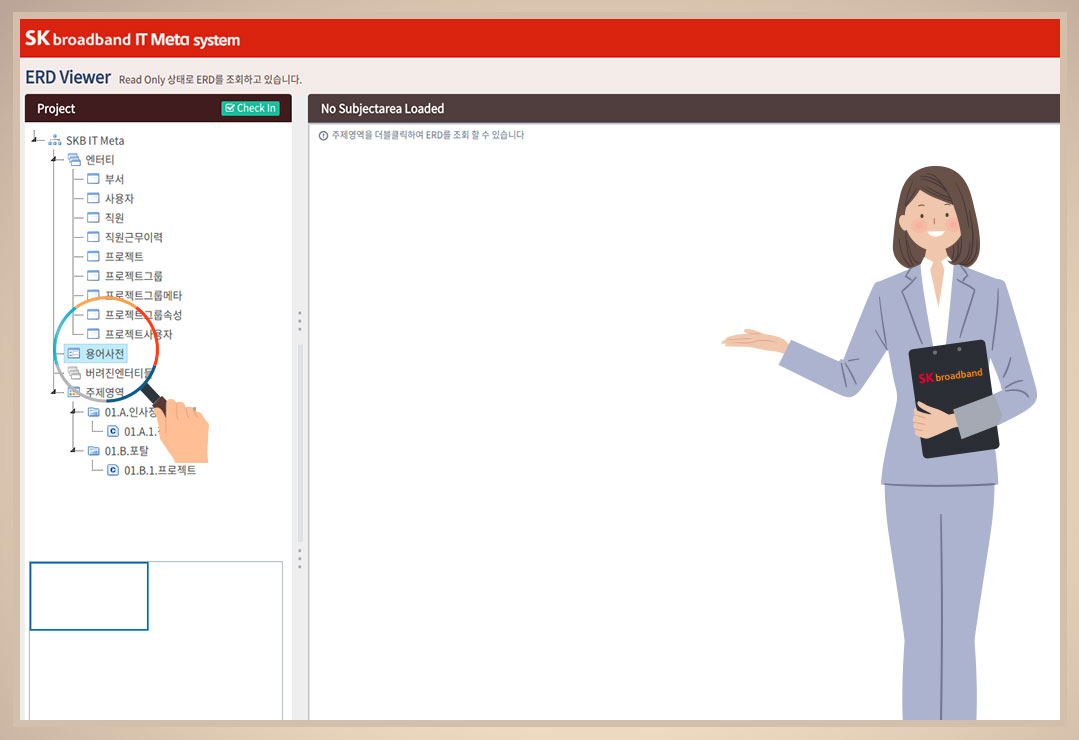 SK broadband IT Meta system
ERD Viewer Read Only 상태로 ERD를 조회하고 있습니다.
Project
Check In
No Subjectarea Loaded
주제영역을 더블클릭하여 ERD를 조회 할 수 있습니다
SKB IT Meta
엔터티
부서
사용자
직원
직원근무이력
프로젝트
프로젝트그룹
프로젝트그룹메타
프로젝트그룹속성
프로젝트사용자
용어사전
버려진엔터티들
주제영역
01.A.인사정
01.A.1.
01.B.포탈
01.B.1.프로젝트
SK broadband